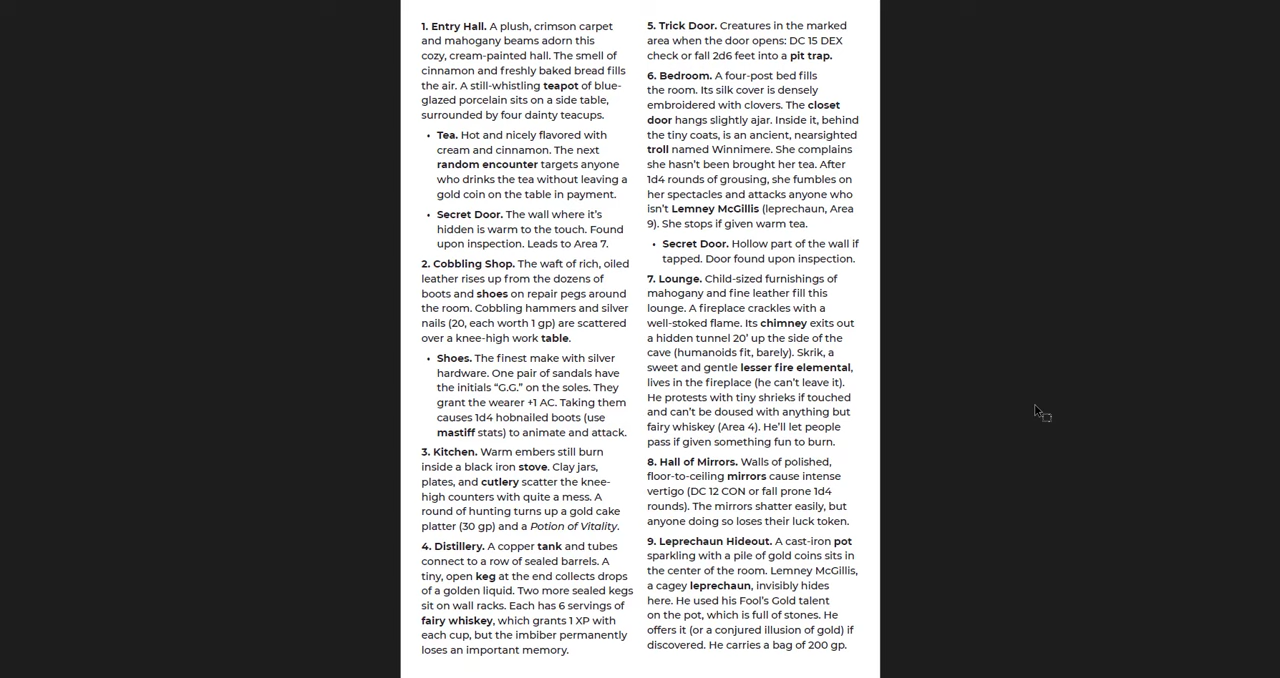 1. Entry Hall. A plush, crimson carpet
and mahogany beams adorn this
cozy, cream-painted hall. The smell of
cinnamon and freshly baked bread fills
the air. A still-whistling teapot of blue-
glazed porcelain sits on a side table,
surrounded by four dainty teacups.
• Tea. Hot and nicely flavored with
cream and cinnamon. The next
random encounter targets anyone
who drinks the tea without leaving a
gold coin on the table in payment.
• Secret Door. The wall where it’s
hidden is warm to the touch. Found
upon inspection. Leads to Area 7.
2. Cobbling Shop. The waft of rich, oiled
leather rises up from the dozens of
boots and shoes on repair pegs around
the room. Cobbling hammers and silver
nails (20, each worth 1 gp) are scattered
over a knee-high work table.
• Shoes. The finest make with silver
hardware. One pair of sandals have
the initials “G.G.” on the soles. They
grant the wearer +1 AC. Taking them
causes 1d4 hobnailed boots (use
mastiff stats) to animate and attack.
3. Kitchen. Warm embers still burn
inside a black iron stove. Clay jars,
plates, and cutlery scatter the knee-
high counters with quite a mess. A
round of hunting turns up a gold cake
platter (30 gp) and a Potion of Vitality.
4. Distillery. A copper tank and tubes
connect to a row of sealed barrels. A
tiny, open keg at the end collects drops
of a golden liquid. Two more sealed kegs
sit on wall racks. Each has 6 servings of
fairy whiskey, which grants 1 XP with
each cup, but the imbiber permanently
loses an important memory.
5. Trick Door. Creatures in the marked
area when the door opens: DC 15 DEX
check or fall 2d6 feet into a pit trap.
6. Bedroom. A four-post bed fills
the room. Its silk cover is densely
embroidered with clovers. The closet
door hangs slightly ajar. Inside it, behind
the tiny coats, is an ancient, nearsighted
troll named Winnimere. She complains
she hasn’t been brought her tea. After
1d4 rounds of grousing, she fumbles on
her spectacles and attacks anyone who
isn’t Lemney McGillis (leprechaun, Area
9). She stops if given warm tea.
• Secret Door. Hollow part of the wall if
tapped. Door found upon inspection.
7. Lounge. Child-sized furnishings of
mahogany and fine leather fill this
lounge. A fireplace crackles with a
well-stoked flame. Its chimney exits out
a hidden tunnel 20’ up the side of the
cave (humanoids fit, barely). Skrik, a
sweet and gentle lesser fire elemental,
lives in the fireplace (he can’t leave it).
He protests with tiny shrieks if touched
and can’t be doused with anything but
fairy whiskey (Area 4). He’ll let people
pass if given something fun to burn.
8. Hall of Mirrors. Walls of polished,
floor-to-ceiling mirrors cause intense
vertigo (DC 12 CON or fall prone 1d4
rounds). The mirrors shatter easily, but
anyone doing so loses their luck token.
9. Leprechaun Hideout. A cast-iron pot
sparkling with a pile of gold coins sits in
the center of the room. Lemney McGillis,
a cagey leprechaun, invisibly hides
here. He used his Fool’s Gold talent
on the pot, which is full of stones. He
offers it (or a conjured illusion of gold) if
discovered. He carries a bag of 200 gp.